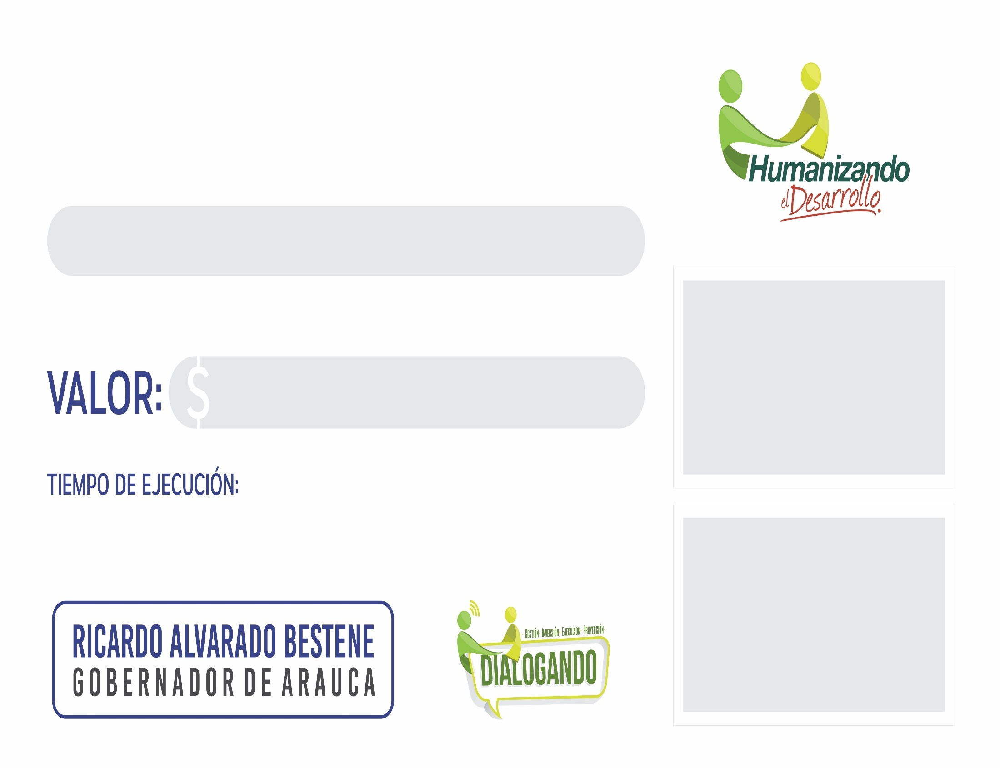 Humanizando
el Desarrollo
VALOR: $
TIEMPO DE EJECUCIÓN:
RICARDO ALVARADO BESTENE
GOBERNADOR DE ARAUCA
· GESTIÓN · INVERSIÓN · EJECUCIÓN · PROYECCIÓN ·
DIALOGANDO